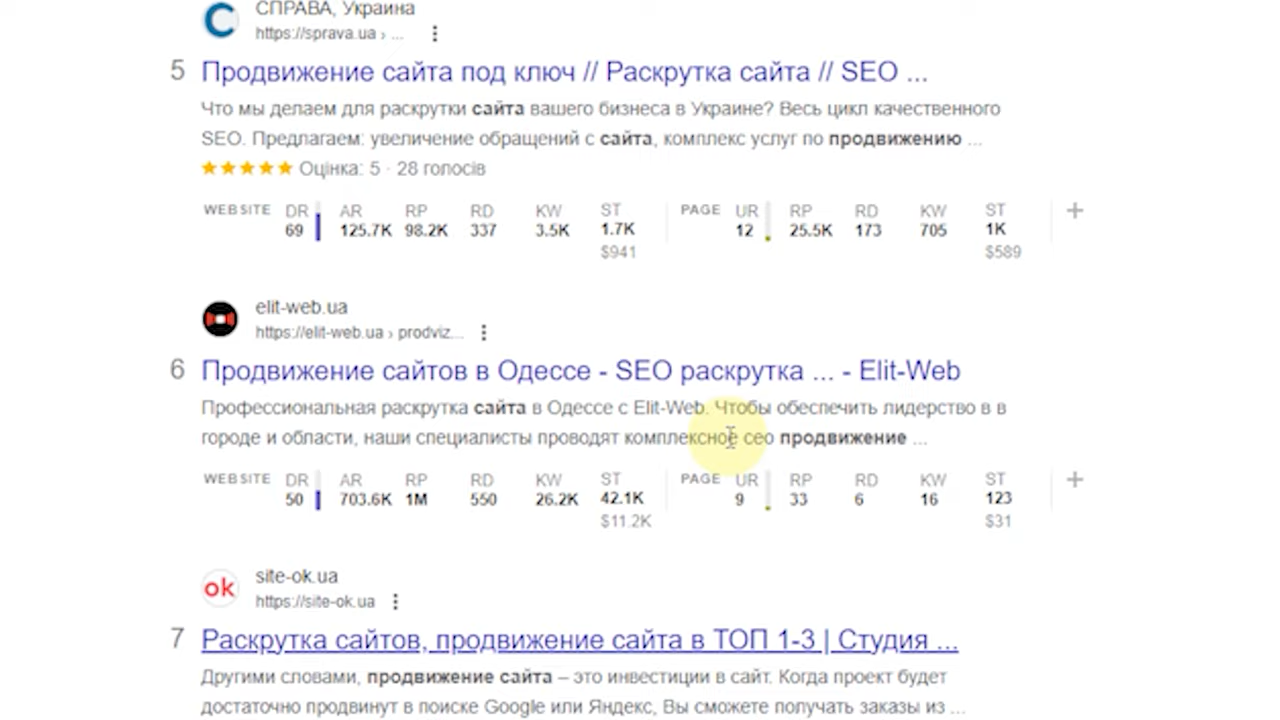 СПРАВА, Украина
https://sprava.ua › ...
5 Продвижение сайта под ключ // Раскрутка сайта // SEO ...
Что мы делаем для раскрутки сайта вашего бизнеса в Украине? Весь цикл качественного
SEO. Предлагаем: увеличение обращений с сайта, комплекс услуг по продвижению ...
Оцінка: 5 · 28 голосів
WEBSITE DR AR RP RD KW ST PAGE UR RP RD KW ST
69 125.7K 98.2K 337 3.5K 1.7K 12 25.5K 173 705 1K
$941 $589
elit-web.ua
https://elit-web.ua › prodviz...
6 Продвижение сайтов в Одессе - SEO раскрутка ... - Elit-Web
Профессиональная раскрутка сайта в Одессе с Elit-Web. Чтобы обеспечить лидерство в в
городе и области, наши специалисты проводят комплексное сео продвижение ...
WEBSITE DR AR RP RD KW ST PAGE UR RP RD KW ST
50 703.6K 1M 550 26.2K 42.1K 9 33 6 16 123
$11.2K $31
ok site-ok.ua
https://site-ok.ua
7 Раскрутка сайтов, продвижение сайта в ТОП 1-3 | Студия ...
Другими словами, продвижение сайта – это инвестиции в сайт. Когда проект будет
достаточно продвинут в поиске Google или Яндекс, Вы сможете получать заказы из ...